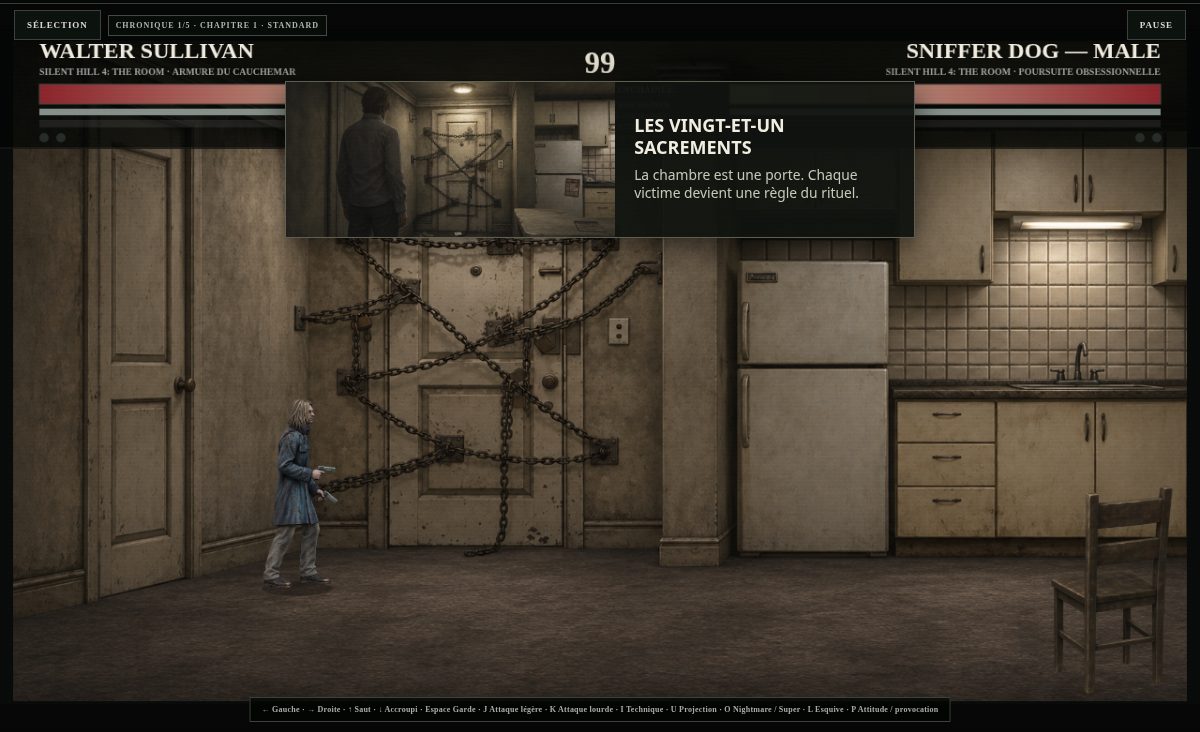 SÉLECTION
CHRONIQUE 1/5 · CHAPITRE 1 · STANDARD
PAUSE
WALTER SULLIVAN
99
SNIFFER DOG — MALE
SILENT HILL 4: THE ROOM · ARMURE DU CAUCHEMAR
SILENT HILL 4: THE ROOM · POURSUITE OBSESSIONNELLE
LES VINGT-ET-UN
SACREMENTS
La chambre est une porte. Chaque
victime devient une règle du rituel.
← Gauche · → Droite · ↑ Saut · ↓ Accroupi · Espace Garde · J Attaque légère · K Attaque lourde · I Technique · U Projection · O Nightmare / Super · L Esquive · P Attitude / provocation